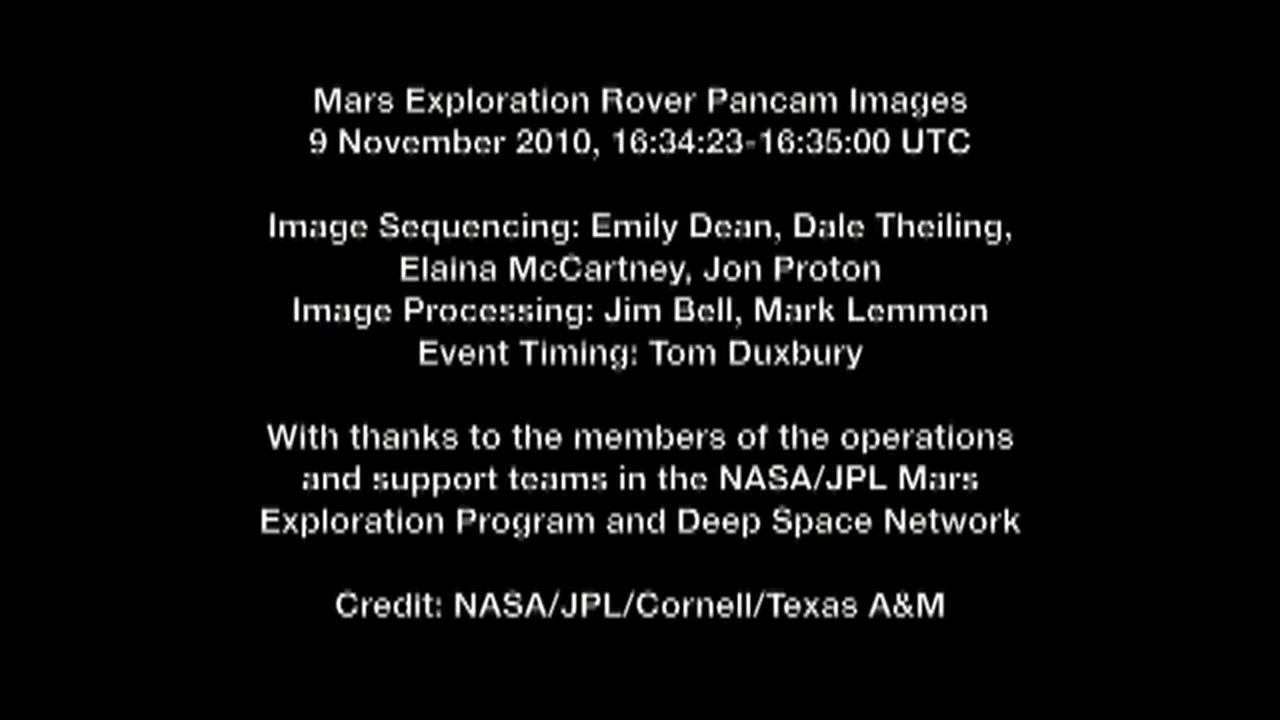 Mars Exploration Rover Pancam Images
9 November 2010, 16:34:23-16:35:00 UTC
Image Sequencing: Emily Dean, Dale Theiling,
Elaina McCartney, Jon Proton
Image Processing: Jim Bell, Mark Lemmon
Event Timing: Tom Duxbury
With thanks to the members of the operations
and support teams in the NASA/JPL Mars
Exploration Program and Deep Space Network
Credit: NASA/JPL/Cornell/Texas A&M